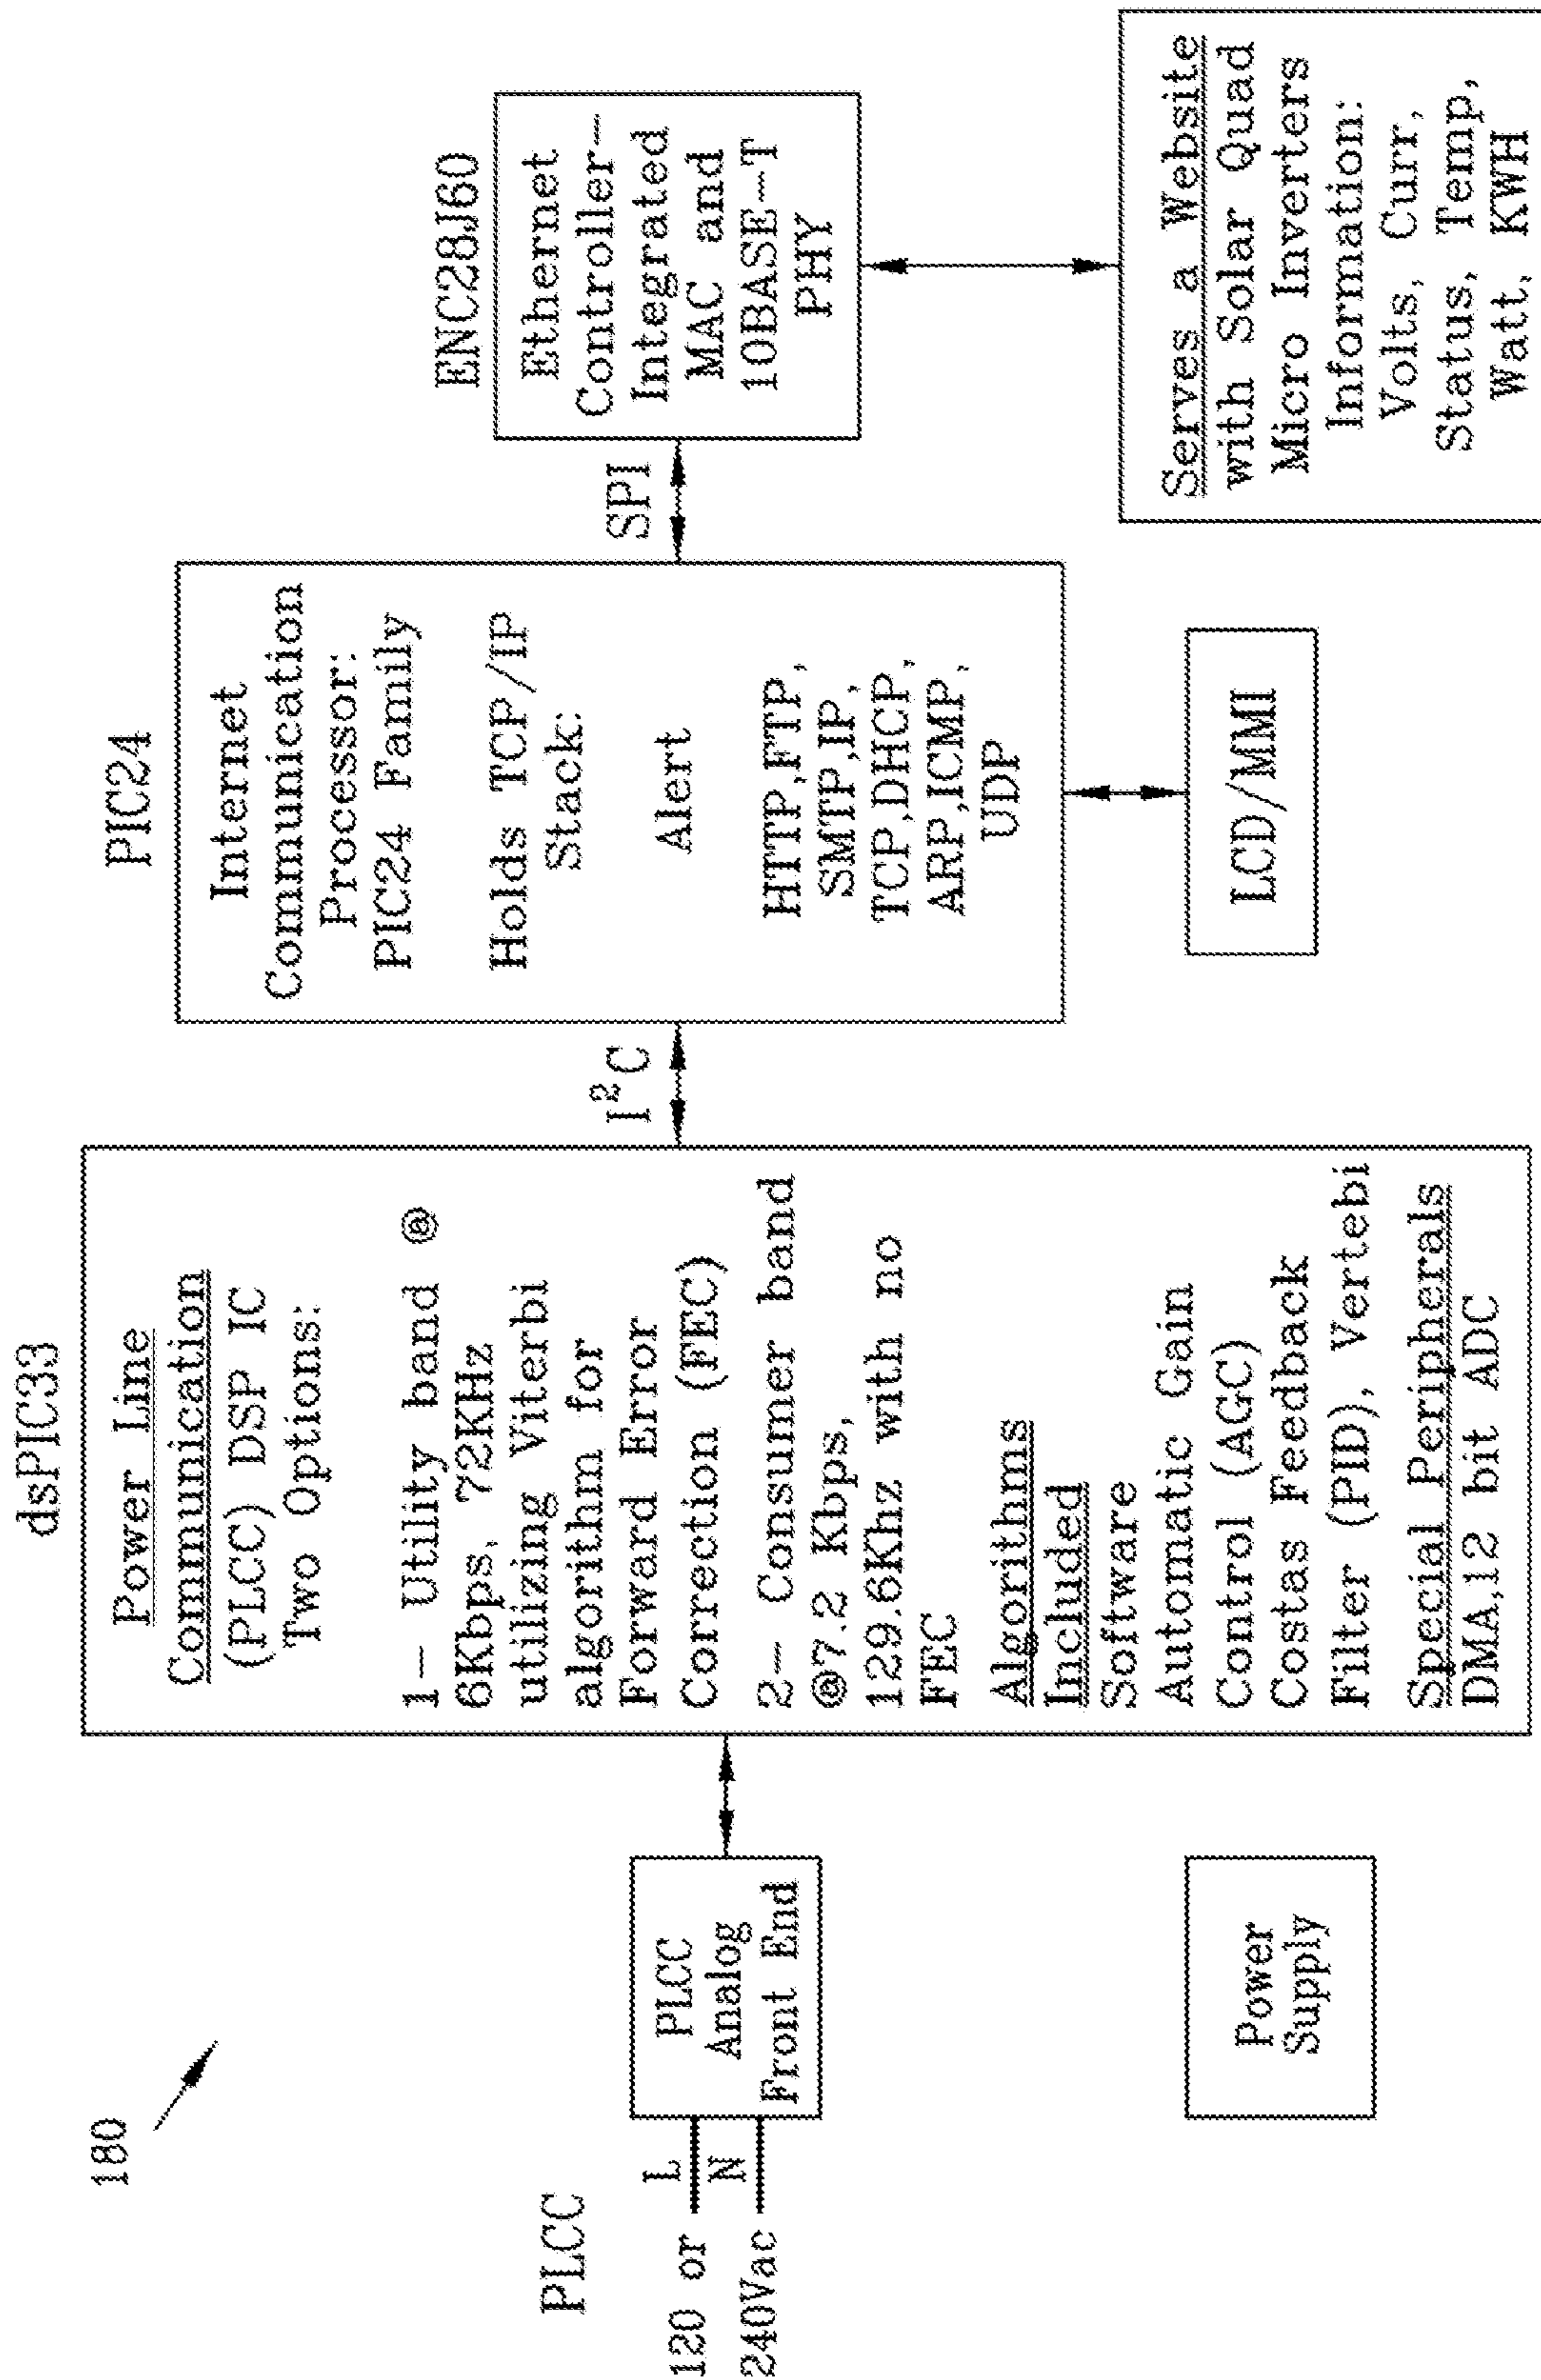 180
PLCC
120 or
240Vac
L
N
PLCC
Analog
Front End
Power
Supply
dsPIC33
Power Line
Communication
(PLCC) DSP IC
Two Options:
1- Utility band @
6Kbps, 72KHz
utilizing Viterbi
algorithm for
Forward Error
Correction (FEC)
2- Consumer band
@7.2 Kbps,
129.6Khz with no
FEC
Algorithms
Included
Software
Automatic Gain
Control (AGC)
Costas Feedback
Filter (PID), Vertebi
Special Peripherals
DMA,12 bit ADC
I²C
PIC24
Internet
Communication
Processor:
PIC24 Family
Holds TCP/IP
Stack:
Alert
HTTP,FTP,
SMTP,IP,
TCP,DHCP,
ARP,ICMP,
UDP
LCD/MMI
SPI
ENC28J60
Ethernet
Controller-
Integrated
MAC and
10BASE-T
PHY
Serves a Website
with Solar Quad
Micro Inverters
Information:
Volts, Curr,
Status, Temp,
Watt, KWH